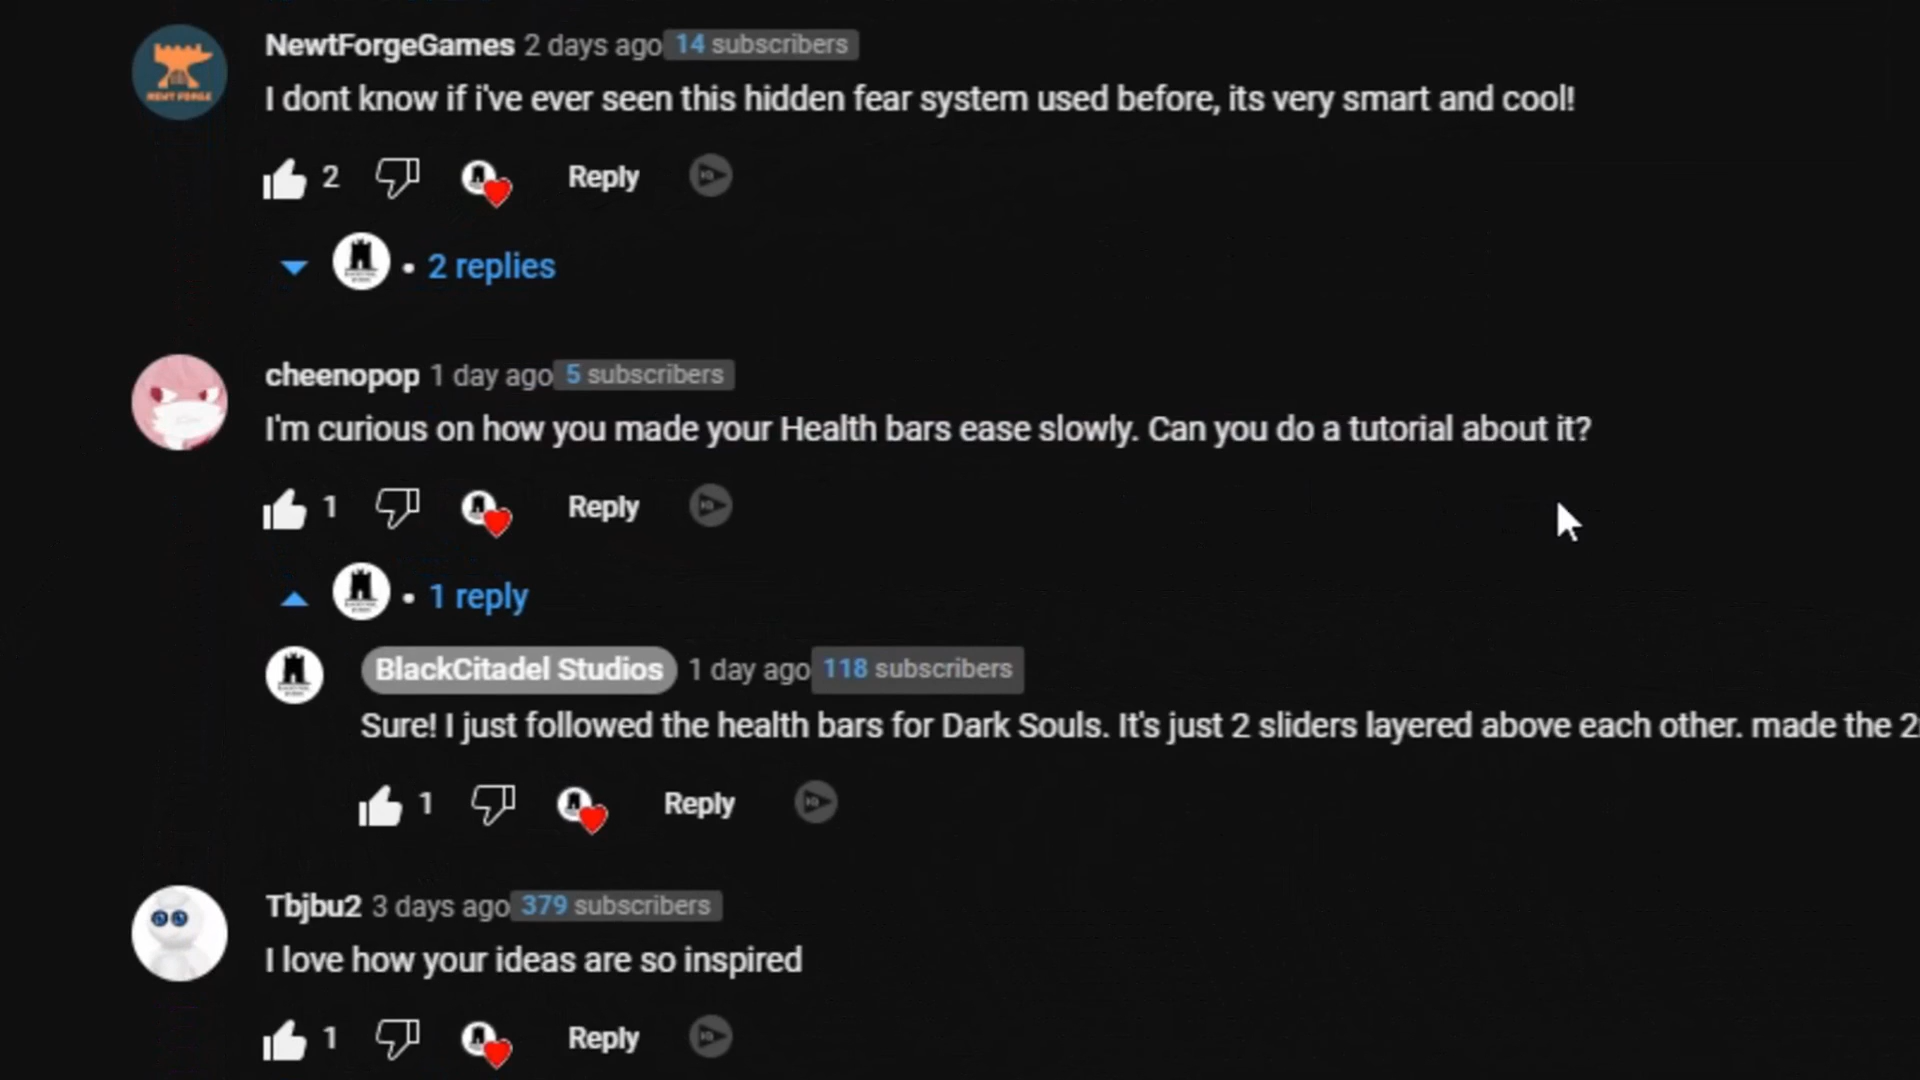 NewtForgeGames 2 days ago 14 subscribers
I dont know if i've ever seen this hidden fear system used before, its very smart and cool!
2 Reply
2 replies
cheenopop 1 day ago 5 subscribers
I'm curious on how you made your Health bars ease slowly. Can you do a tutorial about it?
1 Reply
1 reply
BlackCitadel Studios 1 day ago 118 subscribers
Sure! I just followed the health bars for Dark Souls. It's just 2 sliders layered above each other. made the
1 Reply
Tbjbu2 3 days ago 379 subscribers
I love how your ideas are so inspired
1 Reply